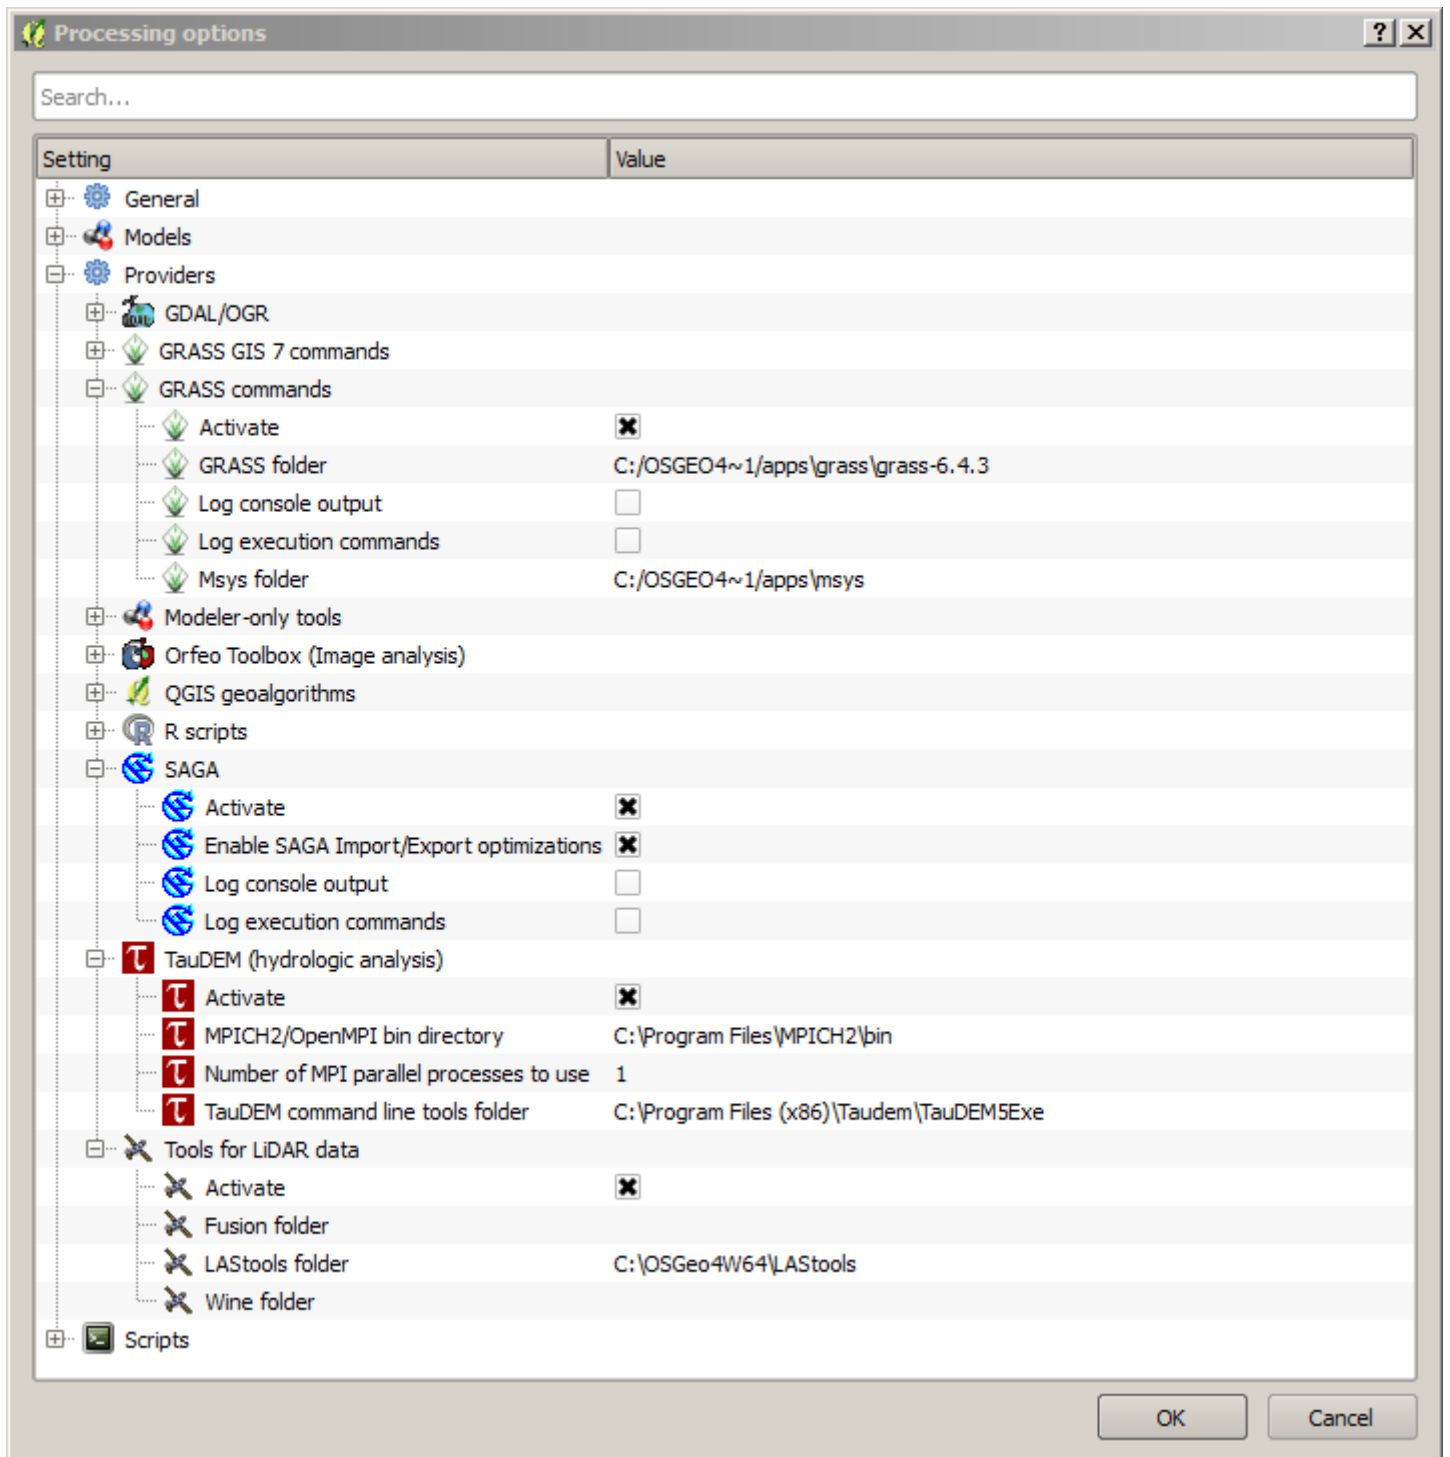 Processing options
Search...
Setting Value
General
Models
Providers
GDAL/OGR
GRASS GIS 7 commands
GRASS commands
Activate
GRASS folder C:/OSGEO4~1/apps\grass\grass-6.4.3
Log console output
Log execution commands
Msys folder C:/OSGEO4~1/apps\msys
Modeler-only tools
Orfeo Toolbox (Image analysis)
QGIS geoalgorithms
R scripts
SAGA
Activate
Enable SAGA Import/Export optimizations
Log console output
Log execution commands
TauDEM (hydrologic analysis)
Activate
MPICH2/OpenMPI bin directory C:\Program Files\MPICH2\bin
Number of MPI parallel processes to use 1
TauDEM command line tools folder C:\Program Files (x86)\Taudem\TauDEM5Exe
Tools for LiDAR data
Activate
Fusion folder
LAStools folder C:\OSGeo4W64\LAStools
Wine folder
Scripts
OK Cancel